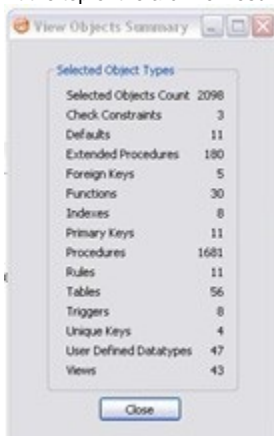 View Objects Summary
Selected Object Types
Selected Objects Count 2098
Check Constraints 3
Defaults 11
Extended Procedures 180
Foreign Keys 5
Functions 30
Indexes 8
Primary Keys 11
Procedures 1681
Rules 11
Tables 56
Triggers 8
Unique Keys 4
User Defined Datatypes 47
Views 43
Close